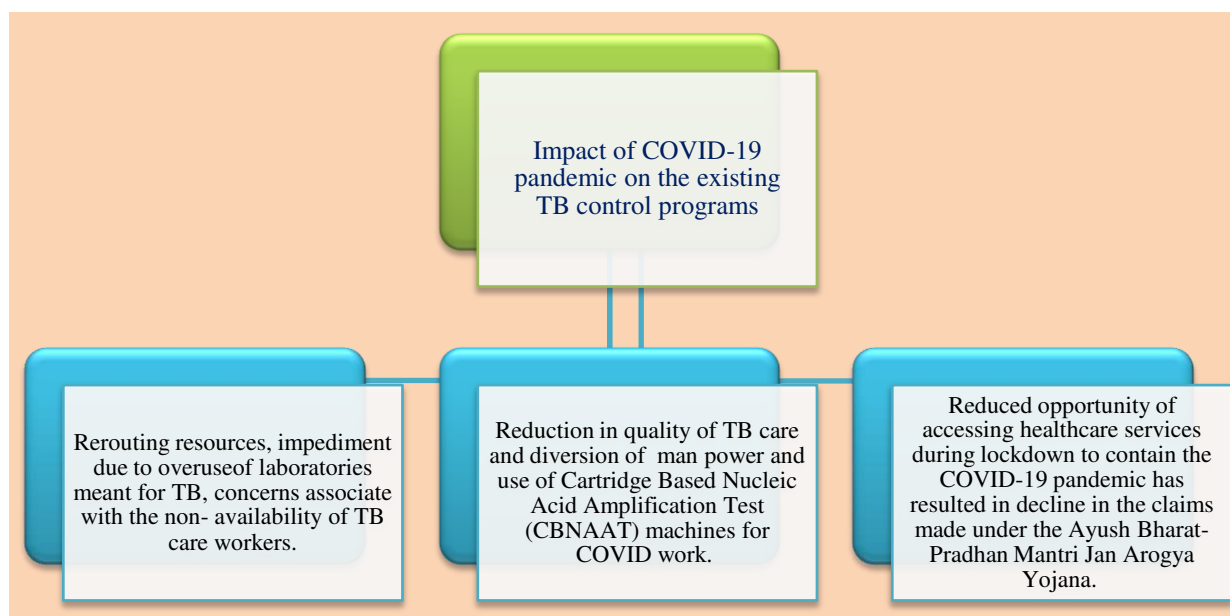 Impact of COVID-19
pandemic on the existing
TB control programs
Rerouting resources, impediment
due to overuseof laboratories
meant for TB, concerns associate
with the non- availability of TB
care workers.
Reduction in quality of TB care
and diversion of man power and
use of Cartridge Based Nucleic
Acid Amplification Test
(CBNAAT) machines for
COVID work.
Reduced opportunity of
accessing healthcare services
during lockdown to contain the
COVID-19 pandemic has
resulted in decline in the claims
made under the Ayush Bharat-
Pradhan Mantri Jan Arogya
Yojana.